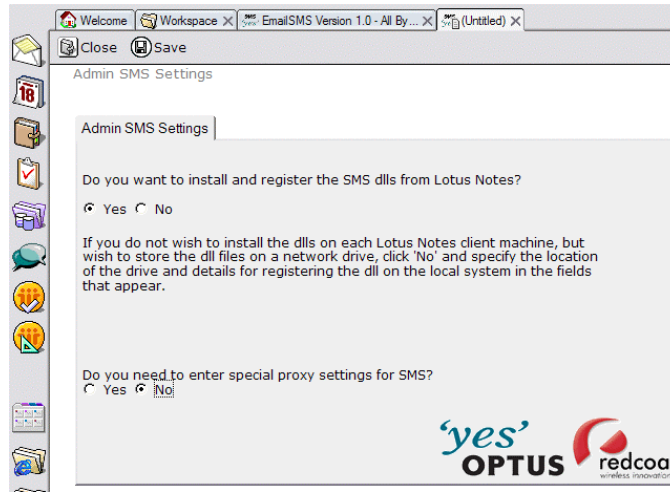 Welcome Workspace EmailSMS Version 1.0 - All By ... (Untitled)
Close Save
Admin SMS Settings
18
Admin SMS Settings
Do you want to install and register the SMS dlls from Lotus Notes?
Yes No
If you do not wish to install the dlls on each Lotus Notes client machine, but
wish to store the dll files on a network drive, click 'No' and specify the location
of the drive and details for registering the dll on the local system in the fields
that appear.
Do you need to enter special proxy settings for SMS?
Yes No
'yes'
OPTUS
redcoa
wireless innovation